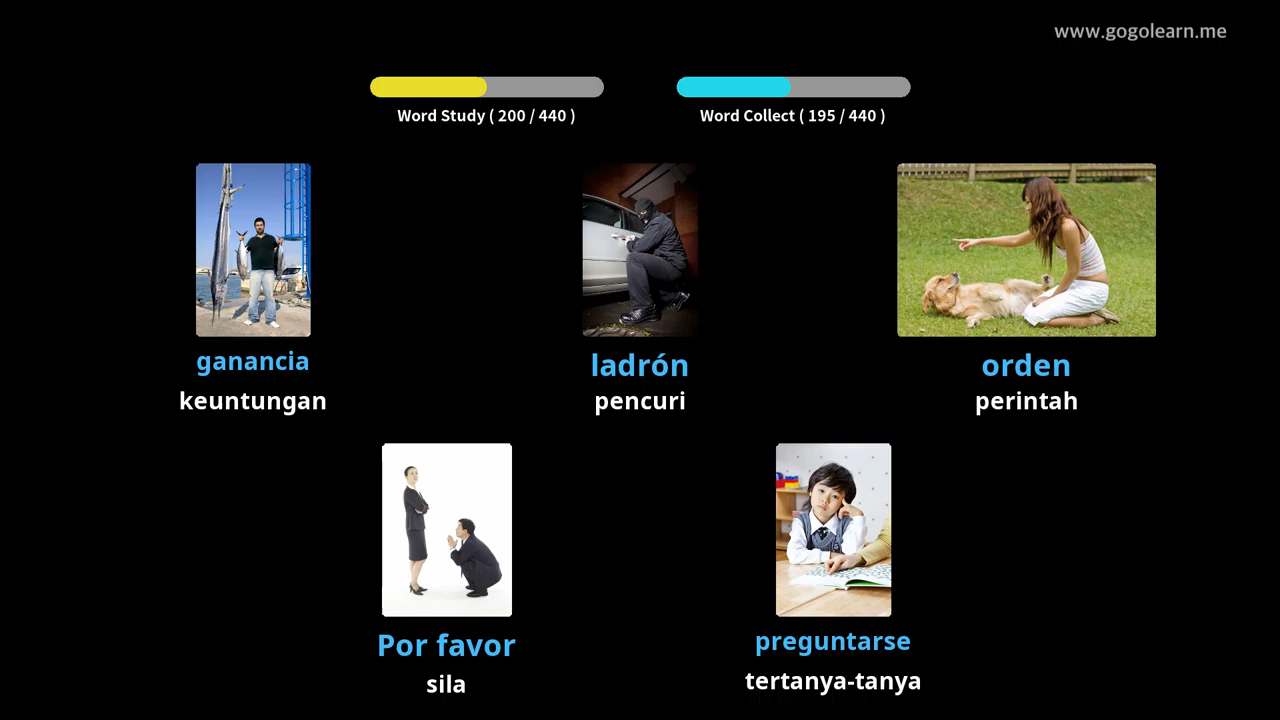 www.gogolearn.me
Word Study ( 200 / 440 )
Word Collect ( 195 / 440 )
ganancia
keuntungan
ladrón
pencuri
orden
perintah
Por favor
sila
preguntarse
tertanya-tanya